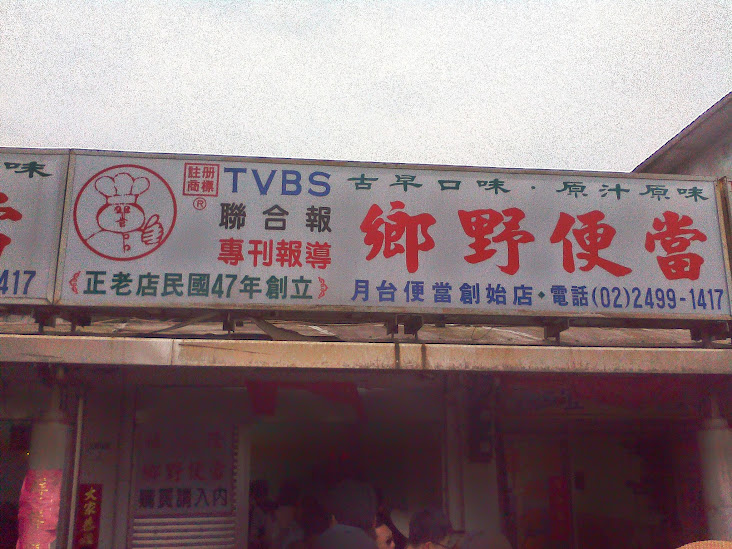 味
417
註册
商標
®
TVBS
聯合報
專刊報導
正老店民國47年創立
古早口味·原汁原味
鄉野便當
月台便當創始店·電話(02)2499-1417
鄉野便當
購買請入內
大家恭